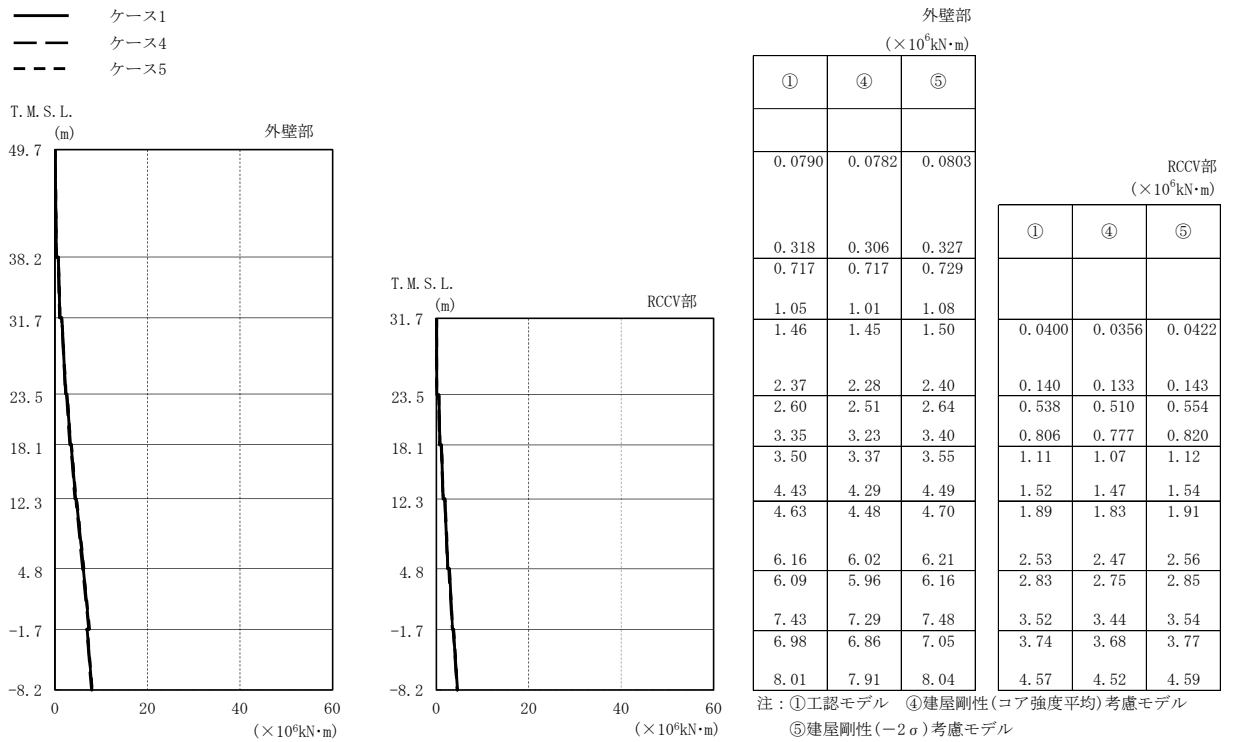 ケース1
ケース4
ケース5
T.M.S.L.
(m)
外壁部
49.7
38.2
31.7
23.5
18.1
12.3
4.8
-1.7
-8.2
0 20 40 60
(×10⁶kN・m)
T.M.S.L.
(m)
RCCV部
31.7
23.5
18.1
12.3
4.8
-1.7
-8.2
0 20 40 60
(×10⁶kN・m)
外壁部
(×10⁶kN・m)
① ④ ⑤
0.0790 0.0782 0.0803
0.318 0.306 0.327
0.717 0.717 0.729
1.05 1.01 1.08
1.46 1.45 1.50
2.37 2.28 2.40
2.60 2.51 2.64
3.35 3.23 3.40
3.50 3.37 3.55
4.43 4.29 4.49
4.63 4.48 4.70
6.16 6.02 6.21
6.09 5.96 6.16
7.43 7.29 7.48
6.98 6.86 7.05
8.01 7.91 8.04
RCCV部
(×10⁶kN・m)
① ④ ⑤
0.0400 0.0356 0.0422
0.140 0.133 0.143
0.538 0.510 0.554
0.806 0.777 0.820
1.11 1.07 1.12
1.52 1.47 1.54
1.89 1.83 1.91
2.53 2.47 2.56
2.83 2.75 2.85
3.52 3.44 3.54
3.74 3.68 3.77
4.57 4.52 4.59
注：①工認モデル ④建屋剛性(コア強度平均)考慮モデル
⑤建屋剛性(－2σ)考慮モデル